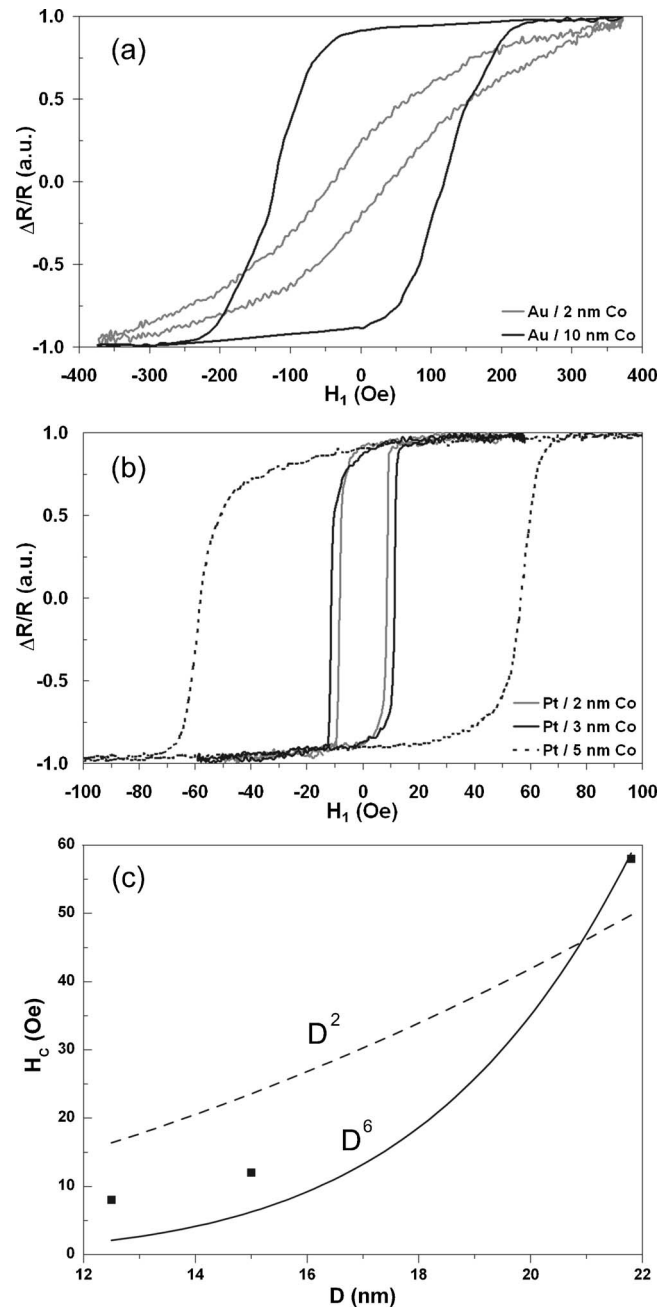 (a)
1.0
0.5
0.0
-0.5
-1.0
ΔR/R (a.u.)
Au / 2 nm Co
Au / 10 nm Co
-400 -300 -200 -100 0 100 200 300 400
H₁ (Oe)
(b)
1.0
0.5
0.0
-0.5
-1.0
ΔR/R (a.u.)
Pt / 2 nm Co
Pt / 3 nm Co
Pt / 5 nm Co
-100 -80 -60 -40 -20 0 20 40 60 80 100
H₁ (Oe)
(c)
60
50
40
30
20
10
0
H_C (Oe)
D²
D⁶
12 14 16 18 20 22
D (nm)